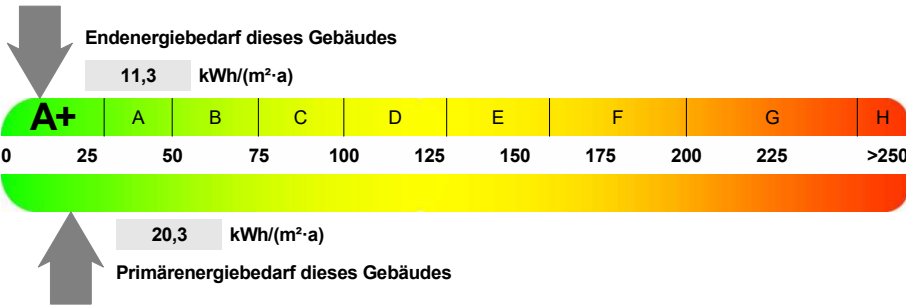 Endenergiebedarf dieses Gebäudes
11,3 kWh/(m²·a)
A+ A B C D E F G H
0 25 50 75 100 125 150 175 200 225 >250
20,3 kWh/(m²·a)
Primärenergiebedarf dieses Gebäudes